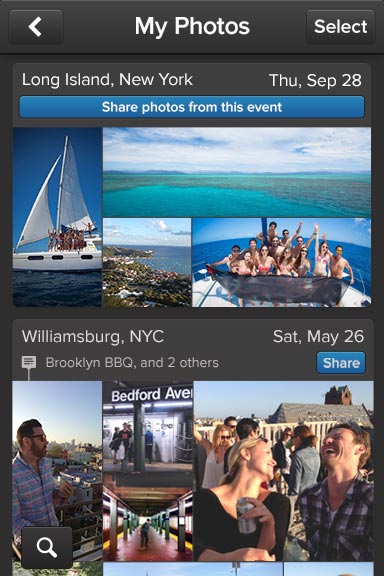 My Photos
Select
Long Island, New York
Thu, Sep 28
Share photos from this event
Williamsburg, NYC
Sat, May 26
Brooklyn BBQ, and 2 others
Share
Bedford Aven